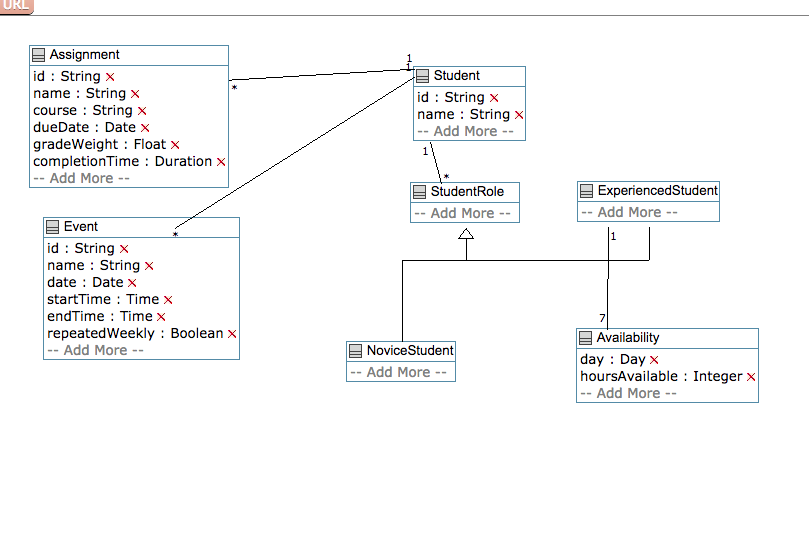 URL
Assignment
id : String
name : String
course : String
dueDate : Date
gradeWeight : Float
completionTime : Duration
-- Add More --
*
1
1
Student
id : String
name : String
-- Add More --
1
*
StudentRole
-- Add More --
ExperiencedStudent
-- Add More --
1
7
Event
*
id : String
name : String
date : Date
startTime : Time
endTime : Time
repeatedWeekly : Boolean
-- Add More --
NoviceStudent
-- Add More --
Availability
day : Day
hoursAvailable : Integer
-- Add More --